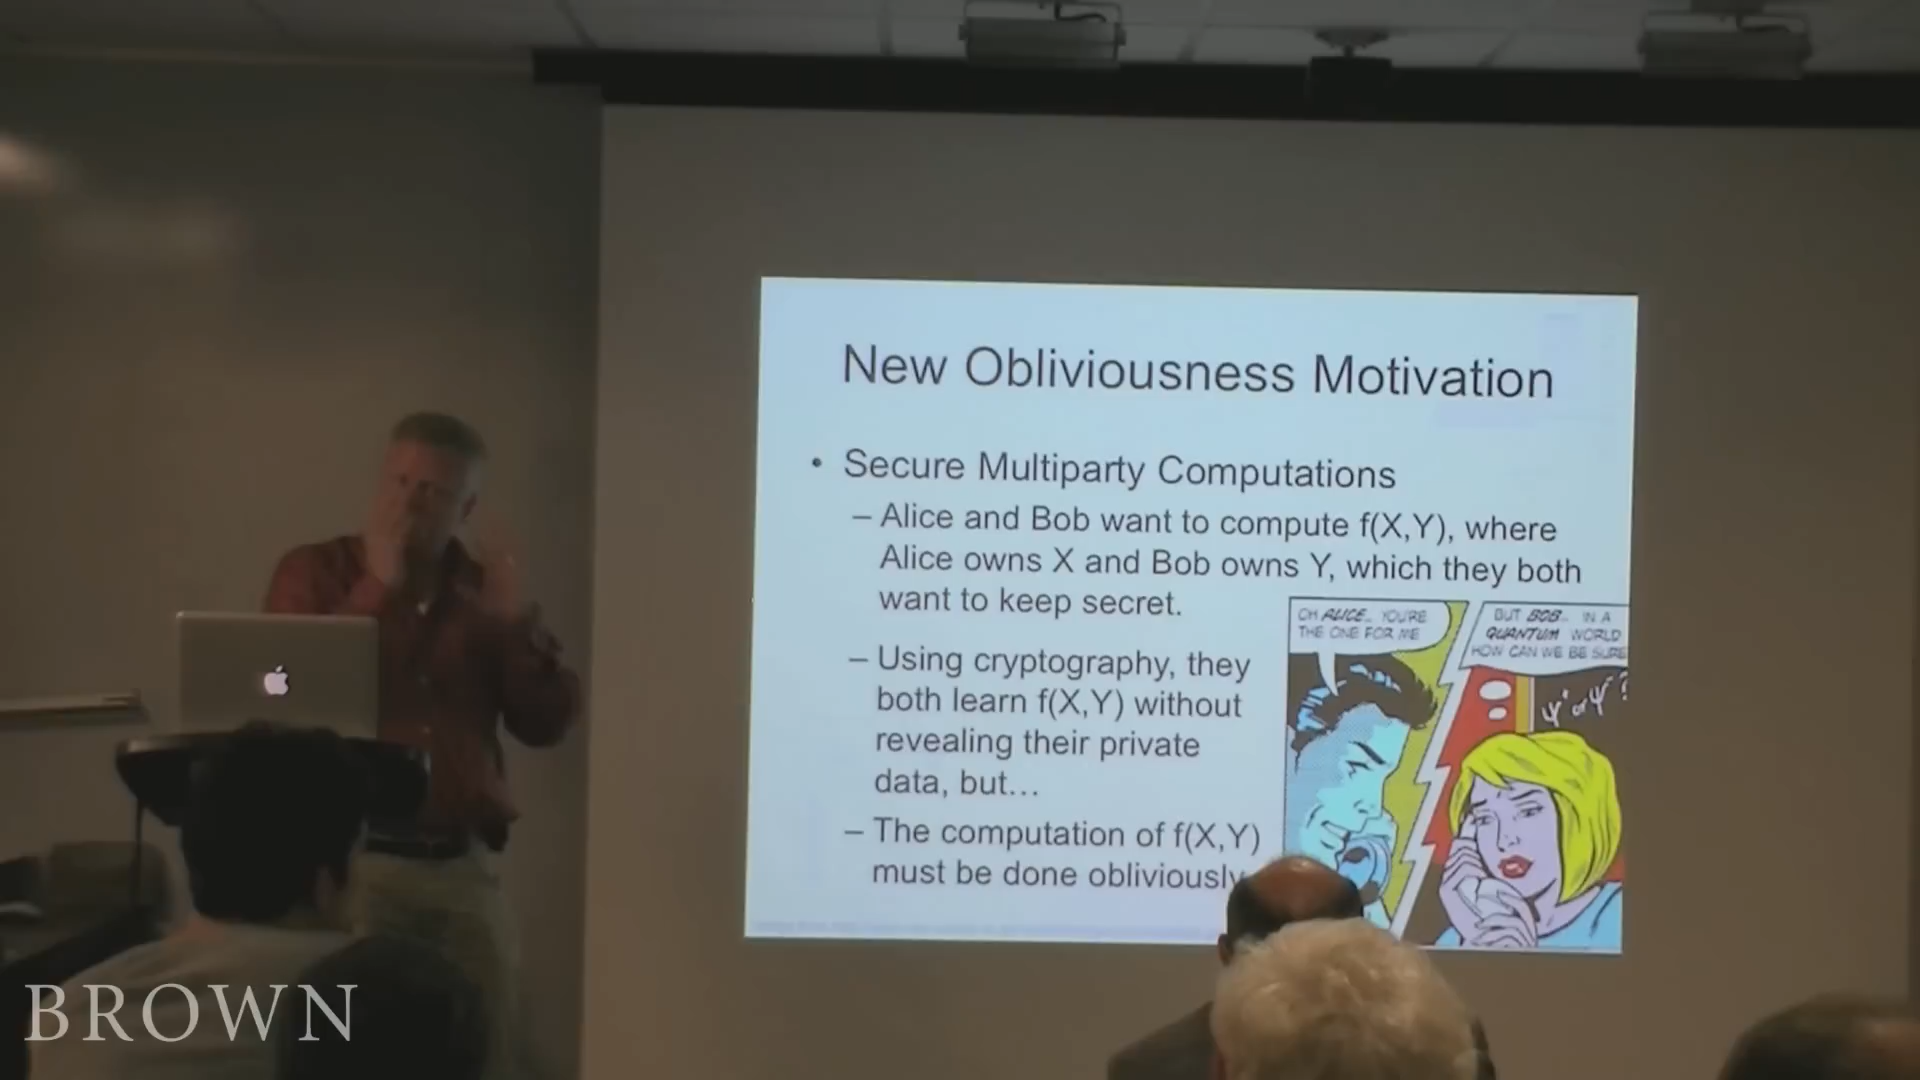 New Obliviousness Motivation
• Secure Multiparty Computations
– Alice and Bob want to compute f(X,Y), where
Alice owns X and Bob owns Y, which they both
want to keep secret.
– Using cryptography, they
both learn f(X,Y) without
revealing their private
data, but...
– The computation of f(X,Y)
must be done obliviously
OH ALICE.. YOU'RE
THE ONE FOR ME
BUT BOB.. IN A
QUANTUM WORLD
HOW CAN WE BE SURE
BROWN